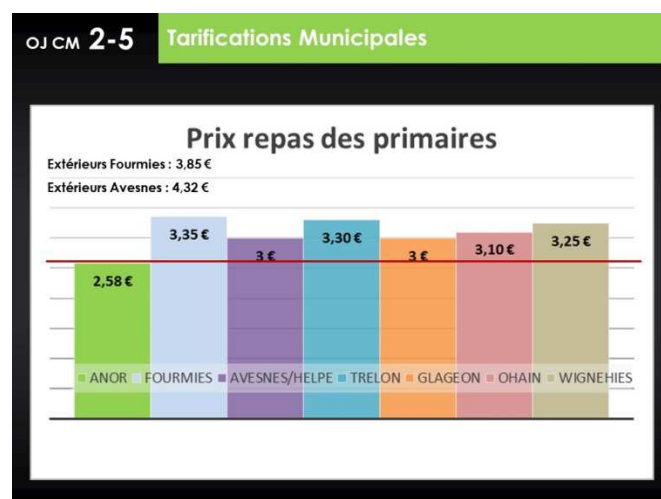 OJ CM 2-5
Tarifications Municipales
Prix repas des primaires
Extérieurs Fourmies : 3,85 €
Extérieurs Avesnes : 4,32 €
2,58 €
3,35 €
3 €
3,30 €
3 €
3,10 €
3,25 €
ANOR FOURMIES AVESNES/HELPE TRELON GLAGEON OHAIN WIGNEHIES